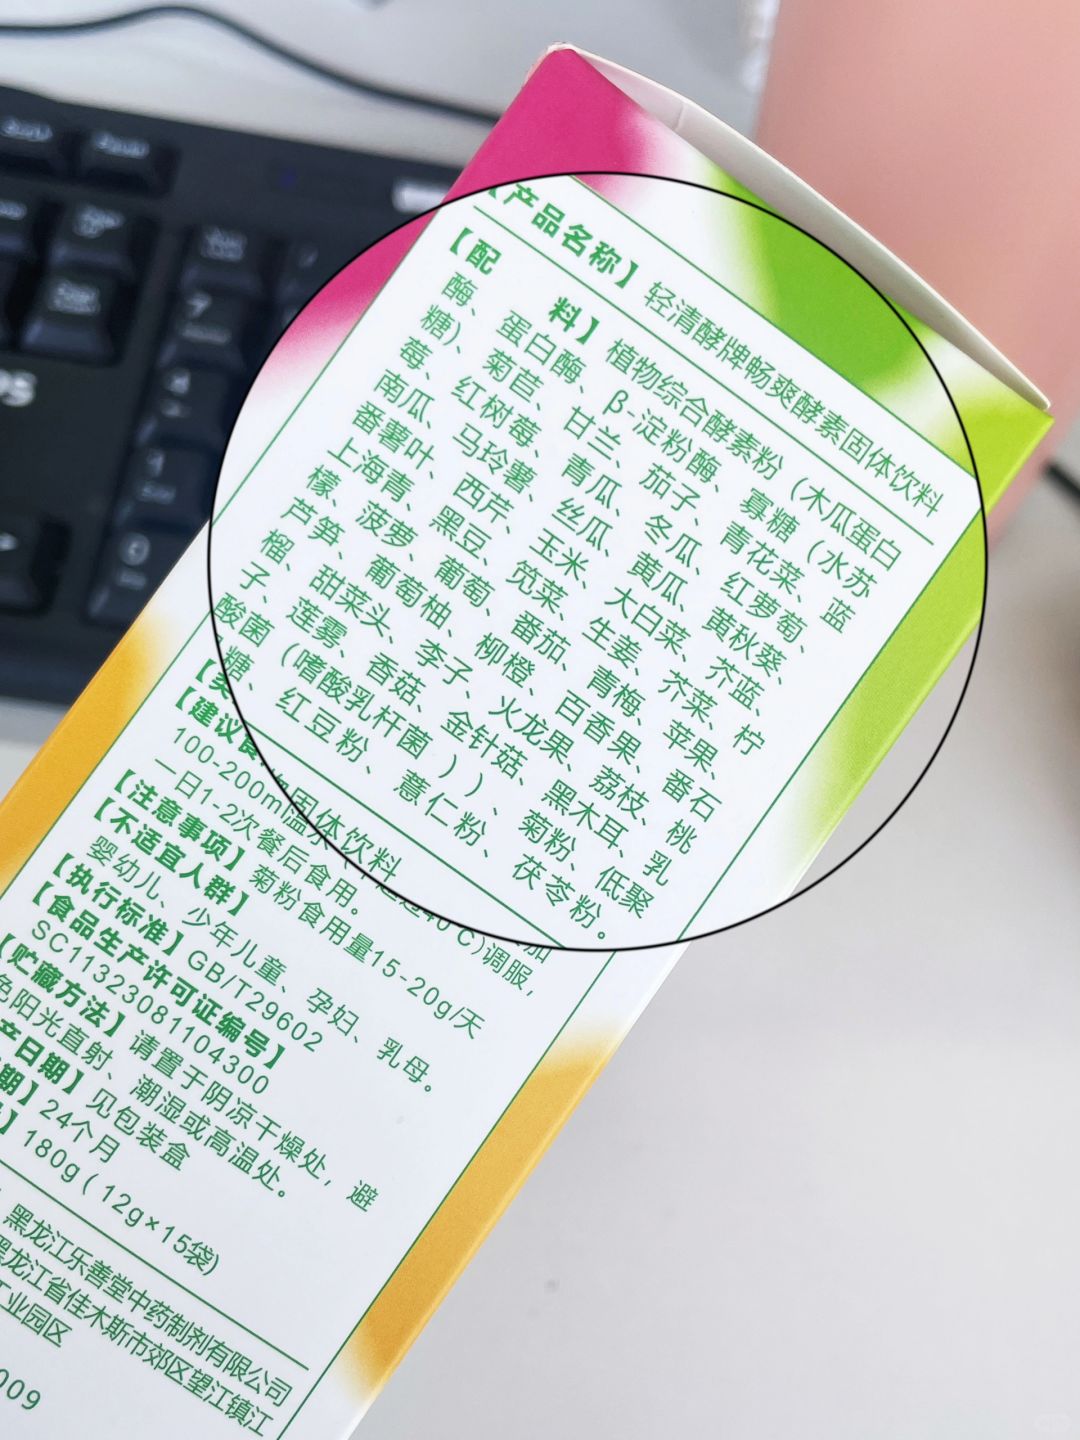 【产品名称】轻清酵牌畅爽酵素固体饮料
【配 料】植物综合酵素粉（木瓜蛋白
酶、蛋白酶、β-淀粉酶、寡糖（水苏
糖）、菊苣、甘兰、茄子、青花菜、蓝
莓、红树莓、青瓜、冬瓜、红萝萄、
南瓜、马玲薯、丝瓜、黄瓜、黄秋葵、
番薯叶、西芹、玉米、大白菜、芥蓝、
上海青、黑豆、笕菜、生姜、芥菜、柠
檬、菠萝、葡萄、番茄、青梅、苹果、
芦笋、葡萄柚、柳橙、百香果、番石
榴、甜菜头、李子、火龙果、荔枝、桃
子、莲雾、香菇、金针菇、黑木耳、乳
酸菌（嗜酸乳杆菌））、菊粉、低聚
糖、红豆粉、薏仁粉、茯苓粉。
固体饮料
【建议食 加
100-200ml温 40℃)调服,
一日1-2次餐后食用。
【注意事项】菊粉食用量15-20g/天
【不适宜人群】
婴幼儿、少年儿童、孕妇、乳母。
【执行标准】GB/T29602
【食品生产许可证编号】
SC11323081104300
【贮藏方法】请置于阴凉干燥处,避
阳光直射、潮湿或高温处。
产日期】见包装盒
期】24个月
】180g(12g×15袋)
黑龙江乐善堂中药制剂有限公司
黑龙江省佳木斯市郊区望江镇江
工业园区
009
7
4
1
0